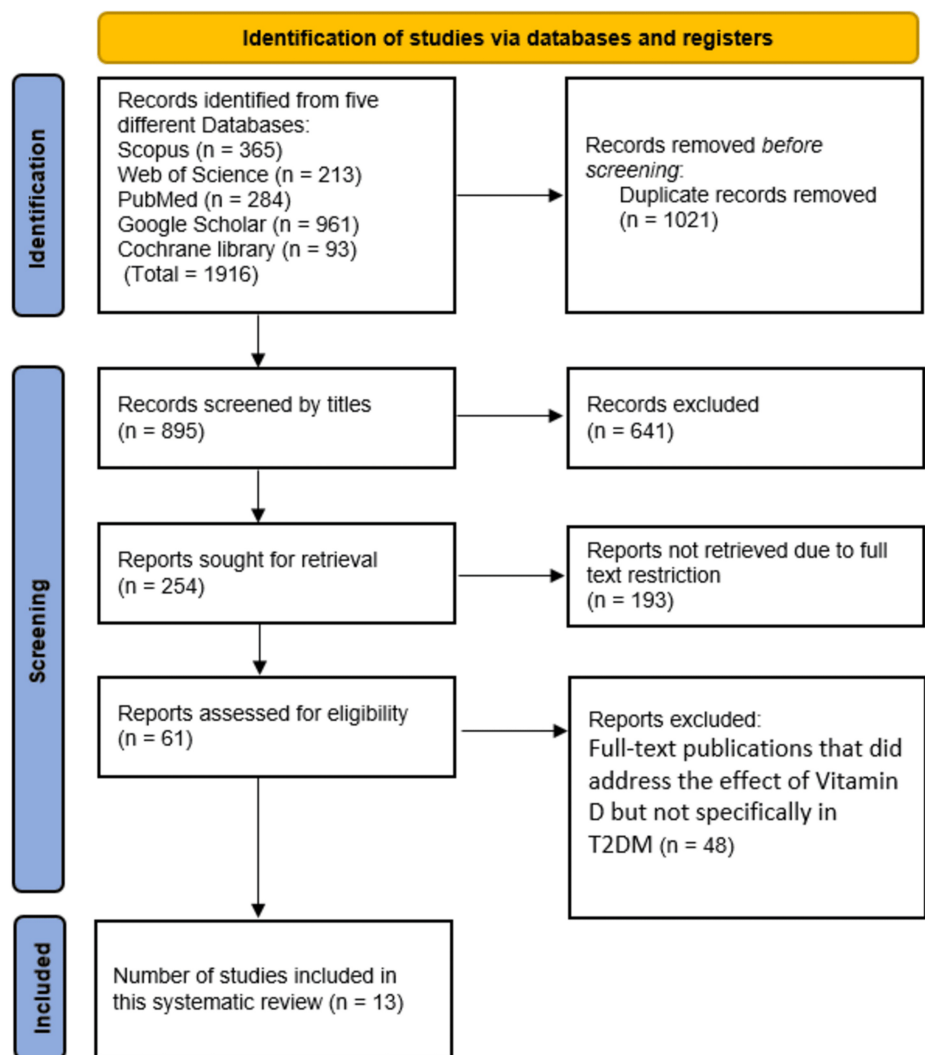 Identification of studies via databases and registers
Identification
Records identified from five
different Databases:
Scopus (n = 365)
Web of Science (n = 213)
PubMed (n = 284)
Google Scholar (n = 961)
Cochrane library (n = 93)
(Total = 1916)
Records removed before
screening:
Duplicate records removed
(n = 1021)
Screening
Records screened by titles
(n = 895)
Records excluded
(n = 641)
Reports sought for retrieval
(n = 254)
Reports not retrieved due to full
text restriction
(n = 193)
Reports assessed for eligibility
(n = 61)
Reports excluded:
Full-text publications that did
address the effect of Vitamin
D but not specifically in
T2DM (n = 48)
Included
Number of studies included in
this systematic review (n = 13)